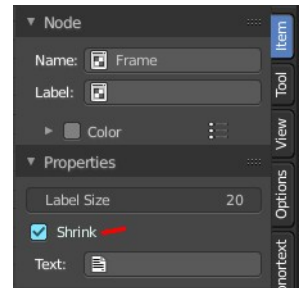 Node
Name: Frame
Label:
Color
Properties
Label Size 20
Shrink
Text:
Item
Tool
View
Options